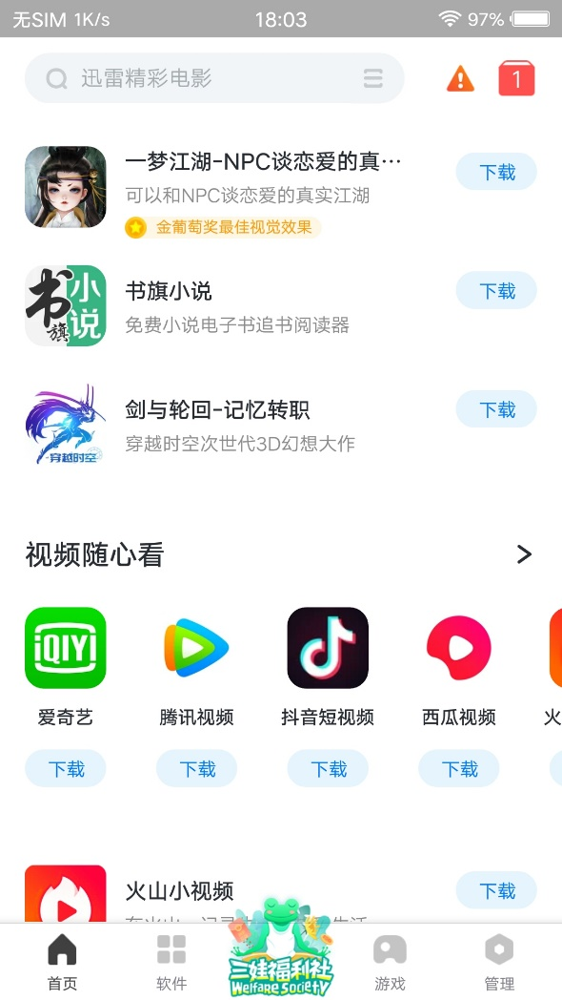 无SIM 1K/s 18:03 97%
迅雷精彩电影 1
一梦江湖-NPC谈恋爱的真…
下载
可以和NPC谈恋爱的真实江湖
金葡萄奖最佳视觉效果
书旗小说
书旗小说
下载
免费小说电子书追书阅读器
剑与轮回-记忆转职
下载
穿越时空次世代3D幻想大作
穿越时空
视频随心看
iQIYI
爱奇艺 腾讯视频 抖音短视频 西瓜视频 火
下载 下载 下载 下载
火山小视频
下载
三娃福利社
Welfare Society
首页 软件 游戏 管理